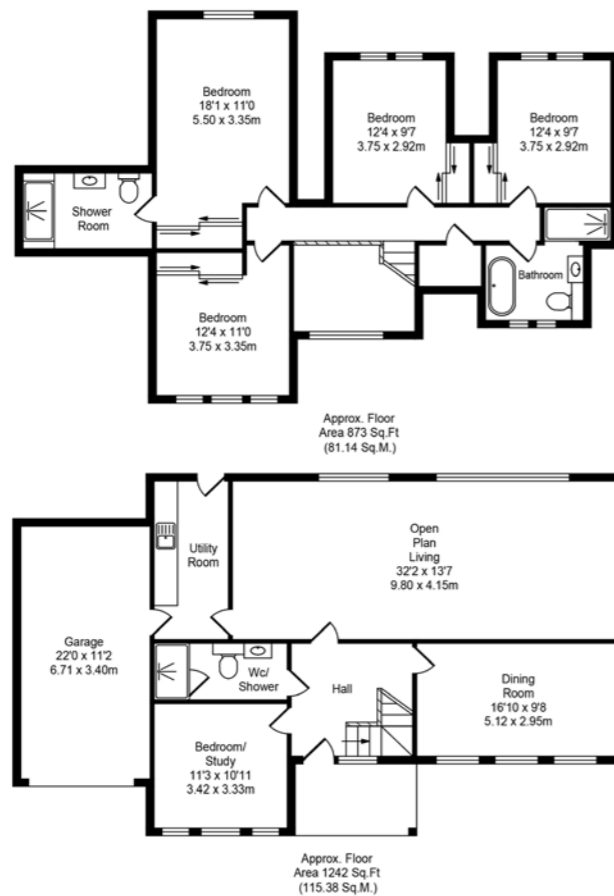 Bedroom
18'1 x 11'0
5.50 x 3.35m
Bedroom
12'4 x 9'7
3.75 x 2.92m
Bedroom
12'4 x 9'7
3.75 x 2.92m
Shower
Room
Bathroom
Bedroom
12'4 x 11'0
3.75 x 3.35m
Approx. Floor
Area 873 Sq.Ft
(81.14 Sq.M.)
Utility
Room
Open
Plan
Living
32'2 x 13'7
9.80 x 4.15m
Garage
22'0 x 11'2
6.71 x 3.40m
Wc/
Shower
Hall
Dining
Room
16'10 x 9'8
5.12 x 2.95m
Bedroom/
Study
11'3 x 10'11
3.42 x 3.33m
Approx. Floor
Area 1242 Sq.Ft
(115.38 Sq.M.)